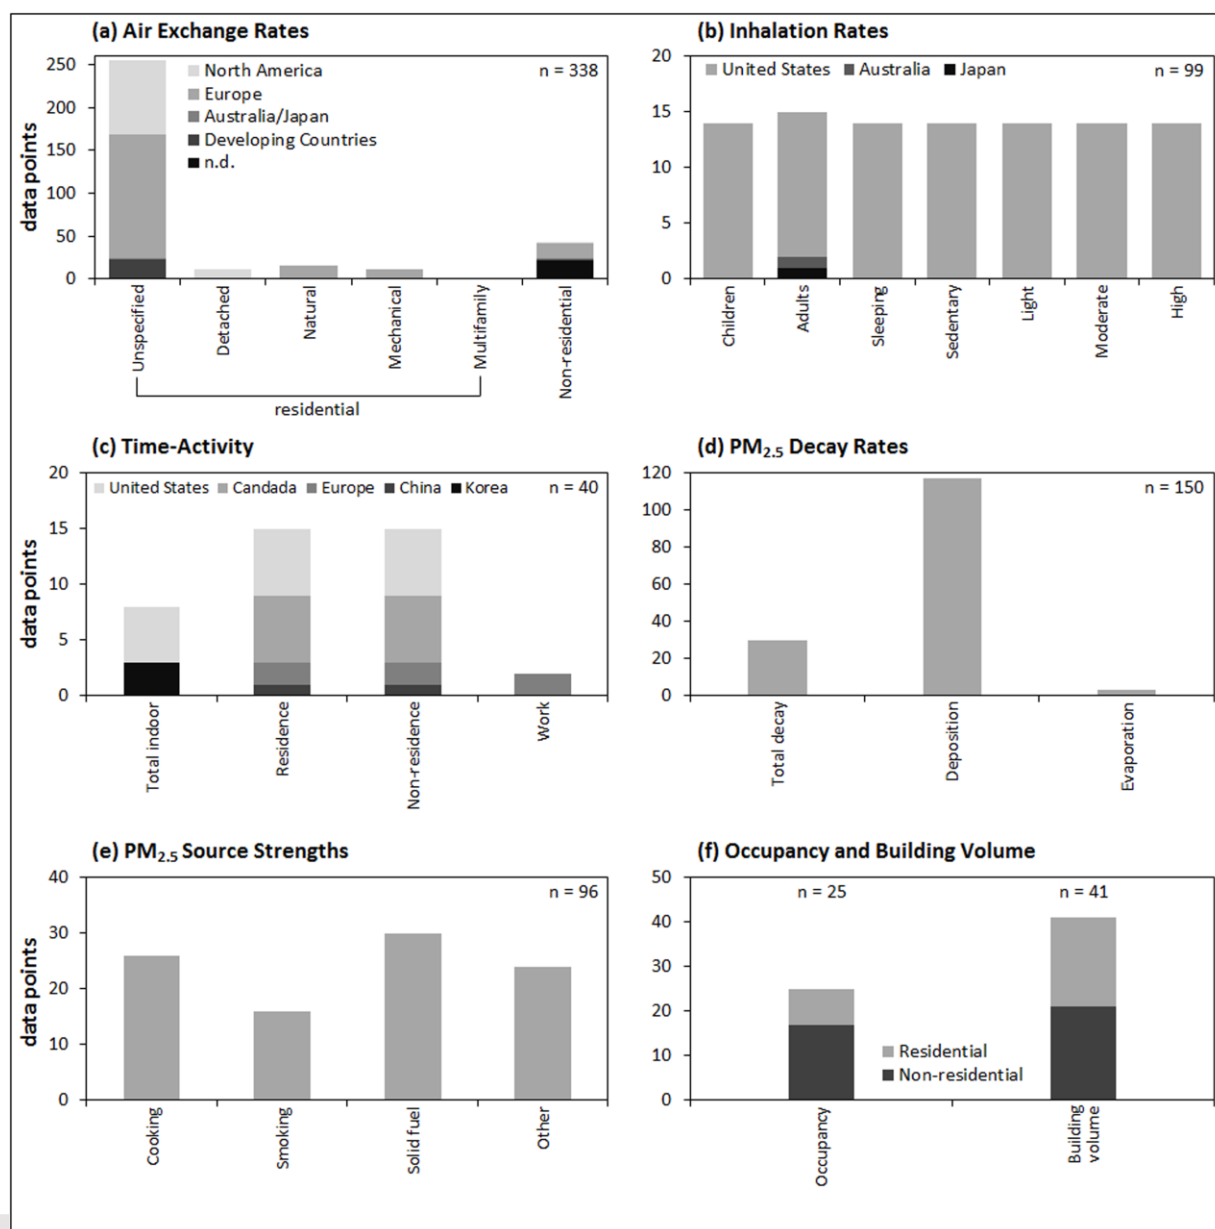 (a) Air Exchange Rates
250
200
150
100
50
0
data points
North America
Europe
Australia/Japan
Developing Countries
n.d.
n = 338
Unspecified
Detached
Natural
Mechanical
Multifamily
Non-residential
residential
(b) Inhalation Rates
20
15
10
5
0
United States Australia Japan
n = 99
Children
Adults
Sleeping
Sedentary
Light
Moderate
High
(c) Time-Activity
20
15
10
5
0
data points
United States Candada Europe China Korea
n = 40
Total indoor
Residence
Non-residence
Work
(d) PM2.5 Decay Rates
120
100
80
60
40
20
0
n = 150
Total decay
Deposition
Evaporation
(e) PM2.5 Source Strengths
40
30
20
10
0
data points
n = 96
Cooking
Smoking
Solid fuel
Other
(f) Occupancy and Building Volume
50
40
30
20
10
0
n = 25
n = 41
Residential
Non-residential
Occupancy
Building
volume